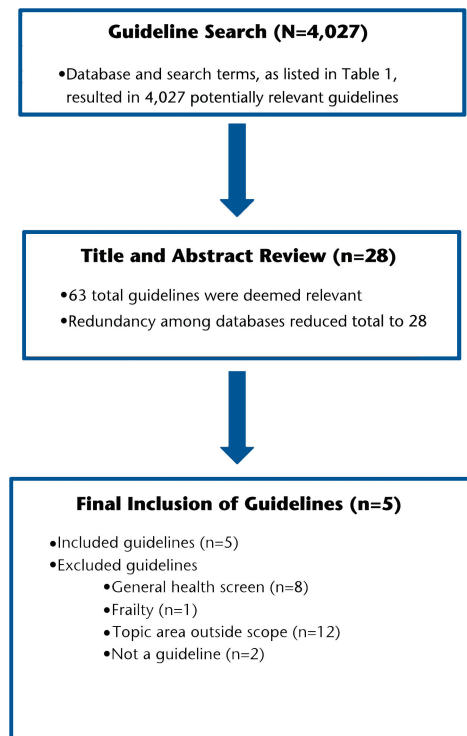 Guideline Search (N=4,027)
•Database and search terms, as listed in Table 1,
resulted in 4,027 potentially relevant guidelines
Title and Abstract Review (n=28)
•63 total guidelines were deemed relevant
•Redundancy among databases reduced total to 28
Final Inclusion of Guidelines (n=5)
•Included guidelines (n=5)
•Excluded guidelines
•General health screen (n=8)
•Frailty (n=1)
•Topic area outside scope (n=12)
•Not a guideline (n=2)